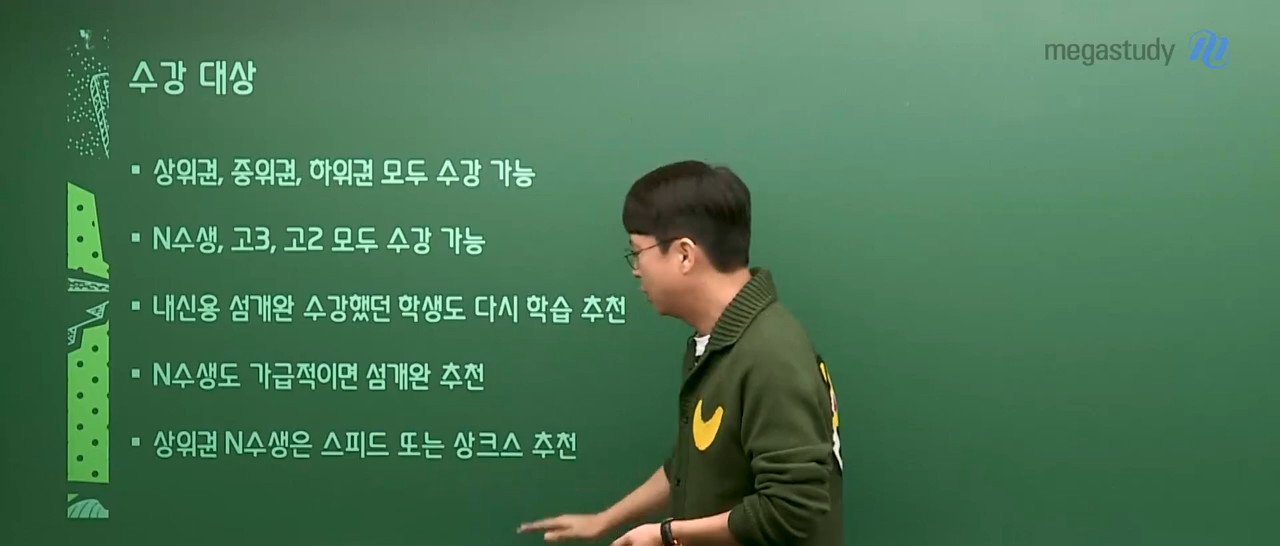 megastudy
수강 대상
▪ 상위권, 중위권, 하위권 모두 수강 가능
▪ N수생, 고3, 고2 모두 수강 가능
▪ 내신용 섬개완 수강했던 학생도 다시 학습 추천
▪ N수생도 가급적이면 섬개완 추천
▪ 상위권 N수생은 스피드 또는 상크스 추천